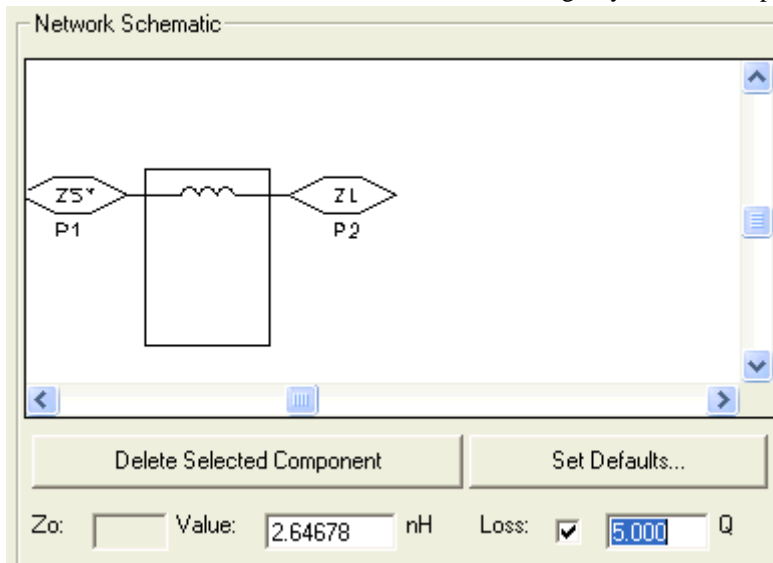 Network Schematic
ZS* ZL
P1 P2
Delete Selected Component Set Defaults...
Zo: Value: 2.64678 nH Loss: 5.000 Q